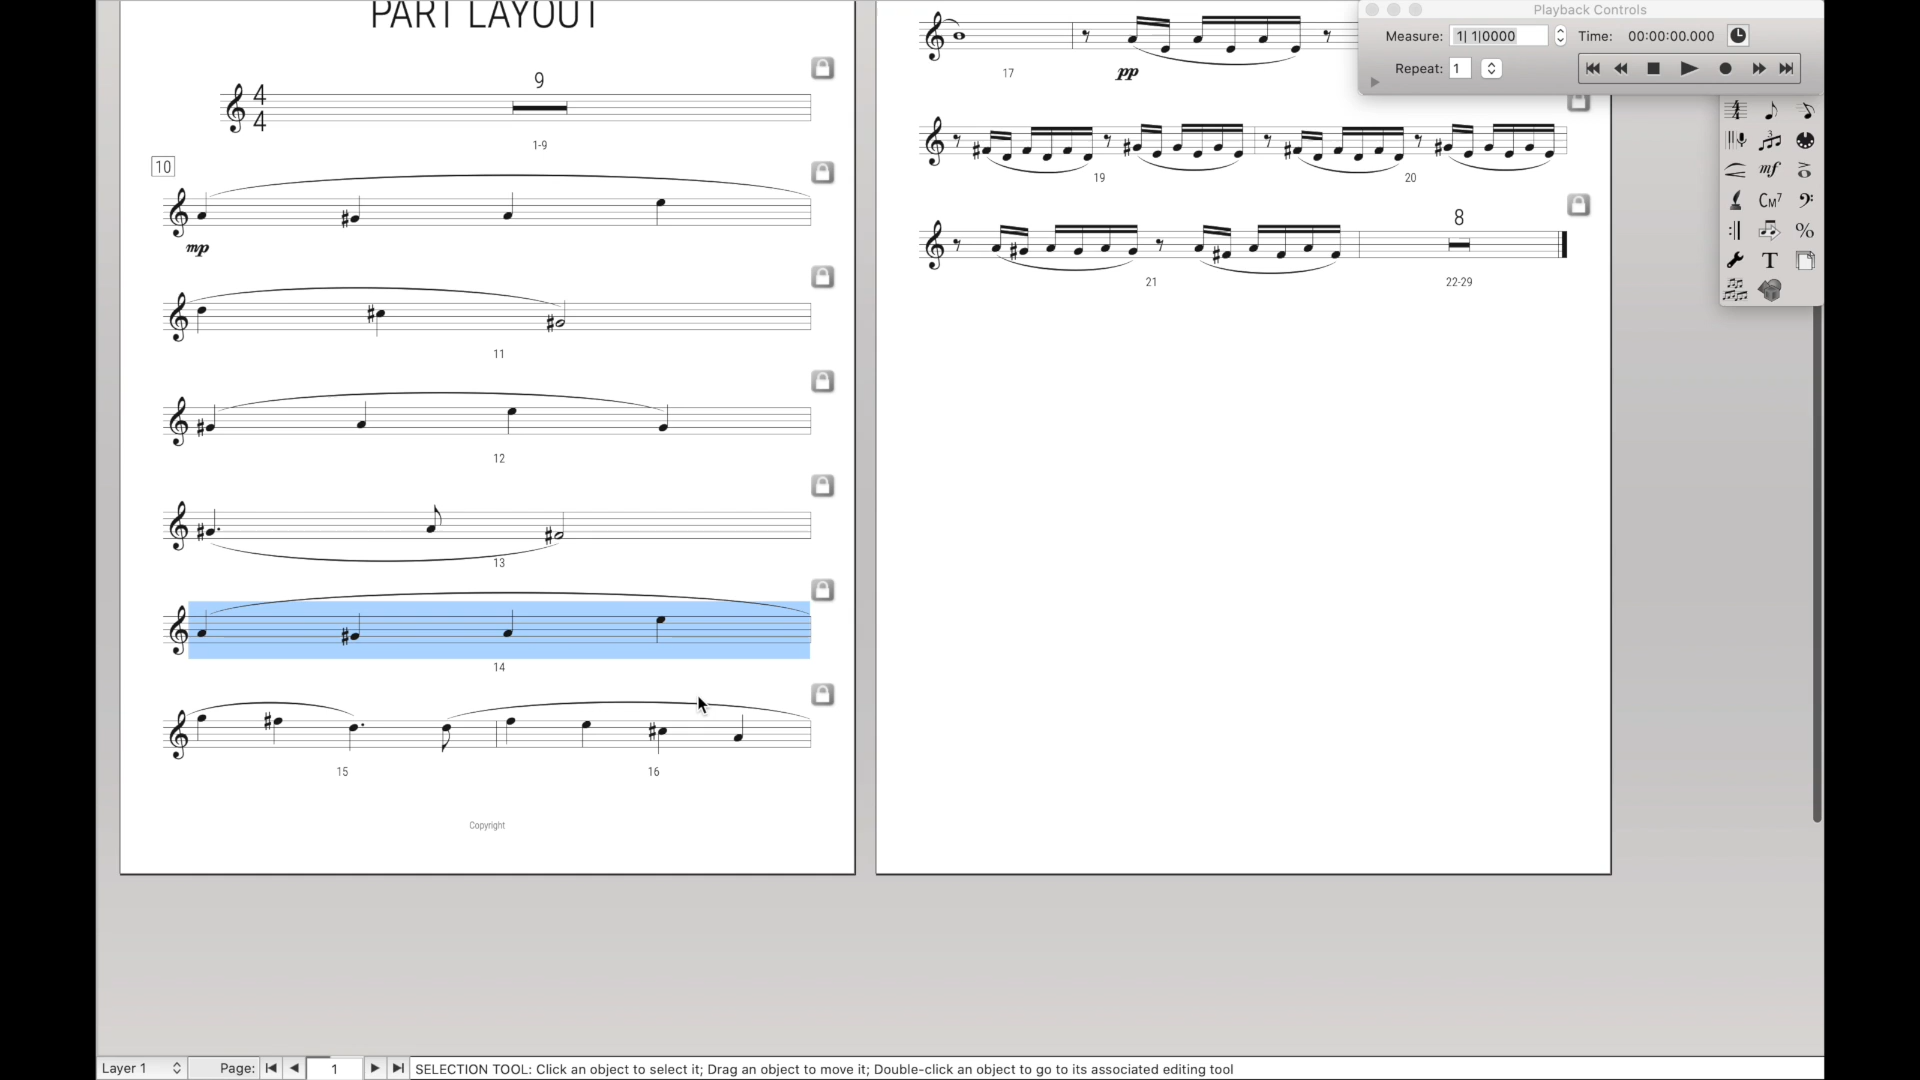 PART LAYOUT
9
4
4
1-9
10
mp
11
12
13
14
15
16
Copyright
17
pp
19
20
8
21
22-29
Playback Controls
Measure: 1| 1|0000 Time: 00:00:00.000
Repeat: 1
3
mf
CM7
%
T
Layer 1 Page: 1 SELECTION TOOL: Click an object to select it; Drag an object to move it; Double-click an object to go to its associated editing tool